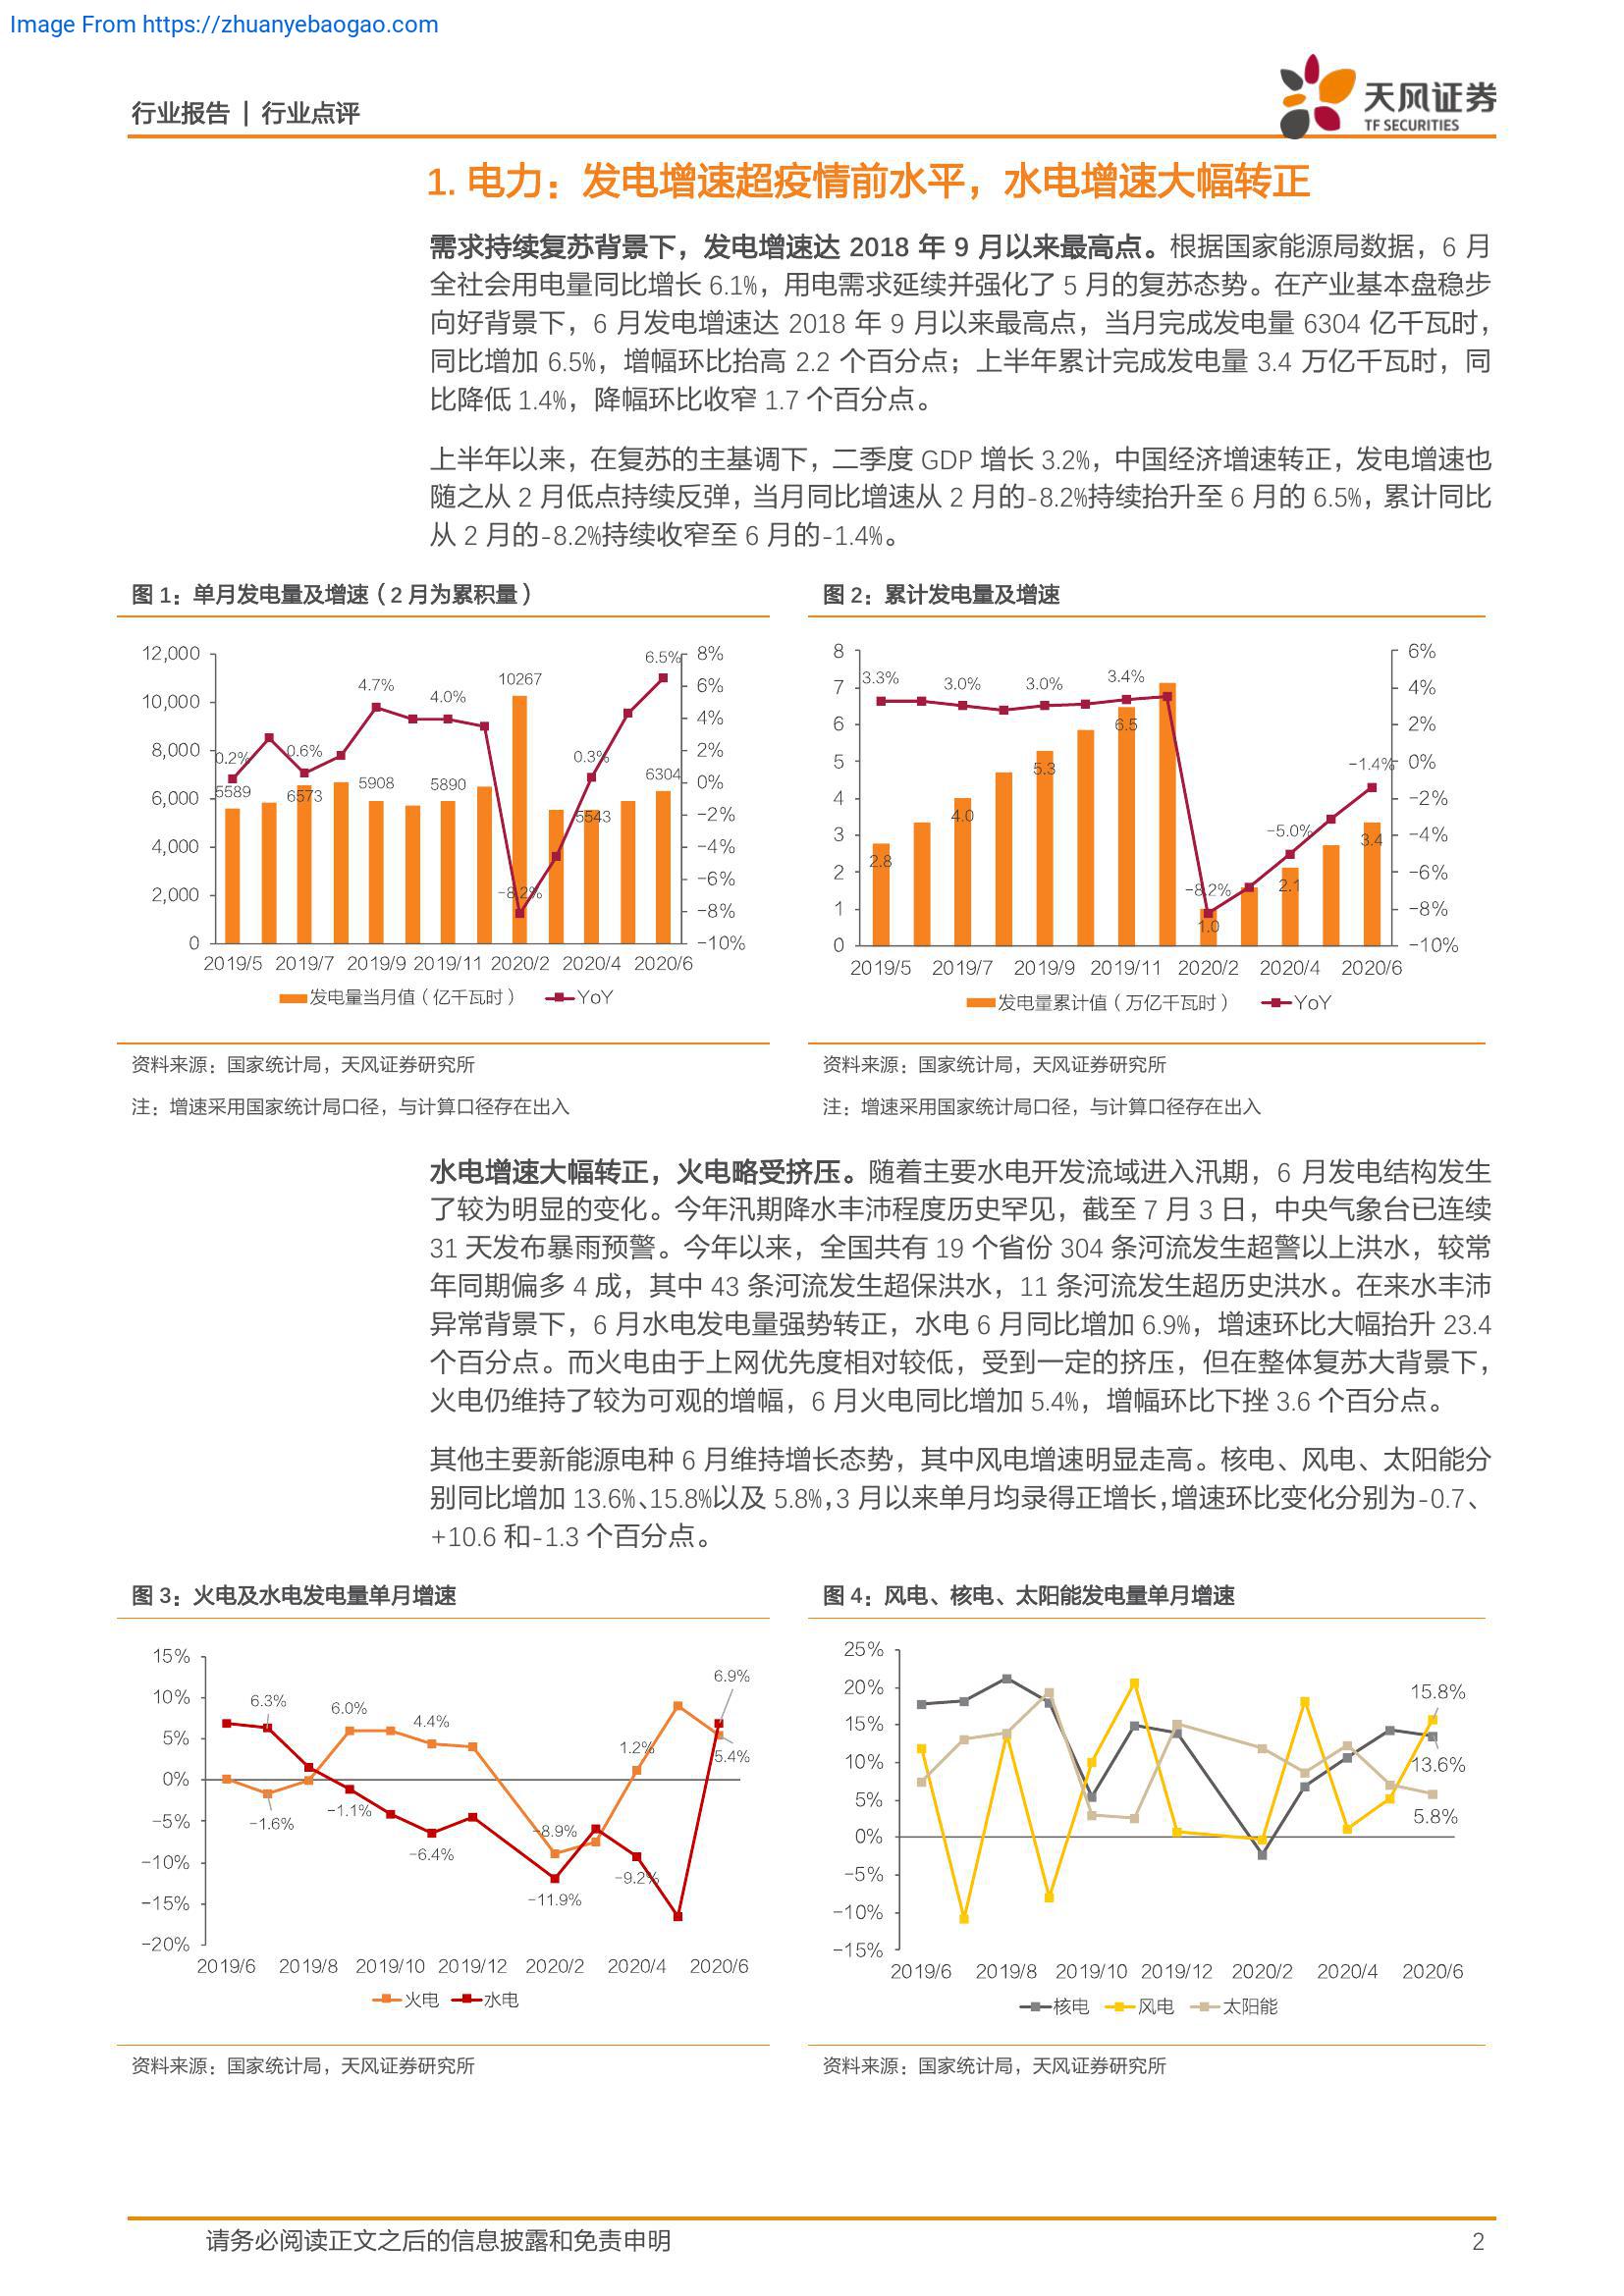 Image From https://zhuanyebaogao.com
行业报告 | 行业点评
天风证券
TF SECURITIES
1. 电力：发电增速超疫情前水平，水电增速大幅转正
需求持续复苏背景下，发电增速达 2018 年 9 月以来最高点。根据国家能源局数据，6 月
全社会用电量同比增长 6.1%，用电需求延续并强化了 5 月的复苏态势。在产业基本盘稳步
向好背景下，6 月发电增速达 2018 年 9 月以来最高点，当月完成发电量 6304 亿千瓦时，
同比增加 6.5%，增幅环比抬高 2.2 个百分点；上半年累计完成发电量 3.4 万亿千瓦时，同
比降低 1.4%，降幅环比收窄 1.7 个百分点。
上半年以来，在复苏的主基调下，二季度 GDP 增长 3.2%，中国经济增速转正，发电增速也
随之从 2 月低点持续反弹，当月同比增速从 2 月的-8.2%持续抬升至 6 月的 6.5%，累计同比
从 2 月的-8.2%持续收窄至 6 月的-1.4%。
图 1：单月发电量及增速（2 月为累积量）
12,000
10,000
8,000
6,000
4,000
2,000
0
8%
6%
4%
2%
0%
−2%
−4%
−6%
−8%
−10%
0.2%
0.6%
4.7%
4.0%
−8.2%
0.3%
6.5%
5589
6573
5908
5890
10267
5543
6304
2019/5 2019/7 2019/9 2019/11 2020/2 2020/4 2020/6
发电量当月值（亿千瓦时） YoY
资料来源：国家统计局，天风证券研究所
注：增速采用国家统计局口径，与计算口径存在出入
图 2：累计发电量及增速
8
7
6
5
4
3
2
1
0
6%
4%
2%
0%
−2%
−4%
−6%
−8%
−10%
3.3%
3.0%
3.0%
3.4%
−8.2%
−5.0%
−1.4%
2.8
4.0
5.3
6.5
1.0
2.1
3.4
2019/5 2019/7 2019/9 2019/11 2020/2 2020/4 2020/6
发电量累计值（万亿千瓦时） YoY
资料来源：国家统计局，天风证券研究所
注：增速采用国家统计局口径，与计算口径存在出入
水电增速大幅转正，火电略受挤压。随着主要水电开发流域进入汛期，6 月发电结构发生
了较为明显的变化。今年汛期降水丰沛程度历史罕见，截至 7 月 3 日，中央气象台已连续
31 天发布暴雨预警。今年以来，全国共有 19 个省份 304 条河流发生超警以上洪水，较常
年同期偏多 4 成，其中 43 条河流发生超保洪水，11 条河流发生超历史洪水。在来水丰沛
异常背景下，6 月水电发电量强势转正，水电 6 月同比增加 6.9%，增速环比大幅抬升 23.4
个百分点。而火电由于上网优先度相对较低，受到一定的挤压，但在整体复苏大背景下，
火电仍维持了较为可观的增幅，6 月火电同比增加 5.4%，增幅环比下挫 3.6 个百分点。
其他主要新能源电种 6 月维持增长态势，其中风电增速明显走高。核电、风电、太阳能分
别同比增加 13.6%、15.8%以及 5.8%，3 月以来单月均录得正增长，增速环比变化分别为-0.7、
+10.6 和-1.3 个百分点。
图 3：火电及水电发电量单月增速
15%
10%
5%
0%
−5%
−10%
−15%
−20%
6.3%
−1.6%
6.0%
−1.1%
4.4%
−6.4%
−8.9%
−11.9%
1.2%
−9.2%
6.9%
5.4%
2019/6 2019/8 2019/10 2019/12 2020/2 2020/4 2020/6
火电 水电
资料来源：国家统计局，天风证券研究所
图 4：风电、核电、太阳能发电量单月增速
25%
20%
15%
10%
5%
0%
−5%
−10%
−15%
15.8%
13.6%
5.8%
2019/6 2019/8 2019/10 2019/12 2020/2 2020/4 2020/6
核电 风电 太阳能
资料来源：国家统计局，天风证券研究所
请务必阅读正文之后的信息披露和免责申明
2